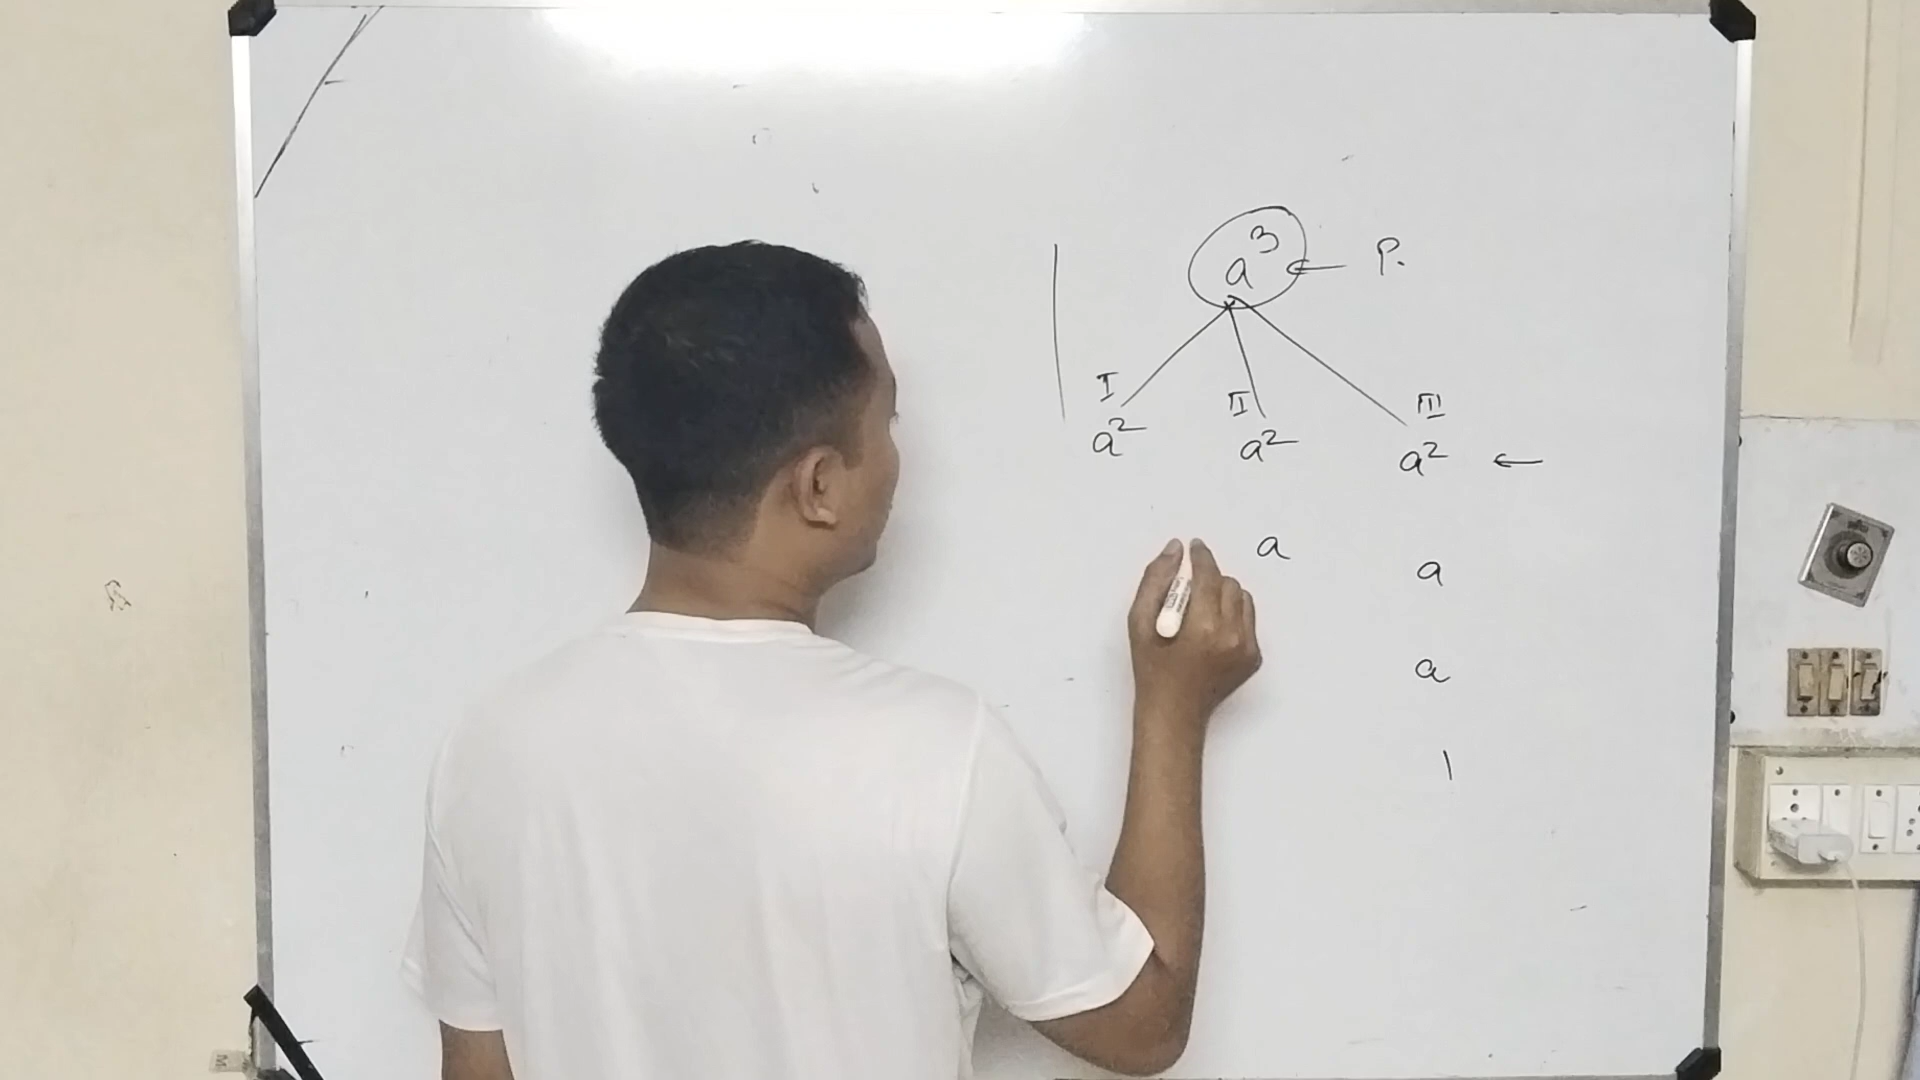 a³ ← P.
I II III
a² a² a² ←
a a
a
1